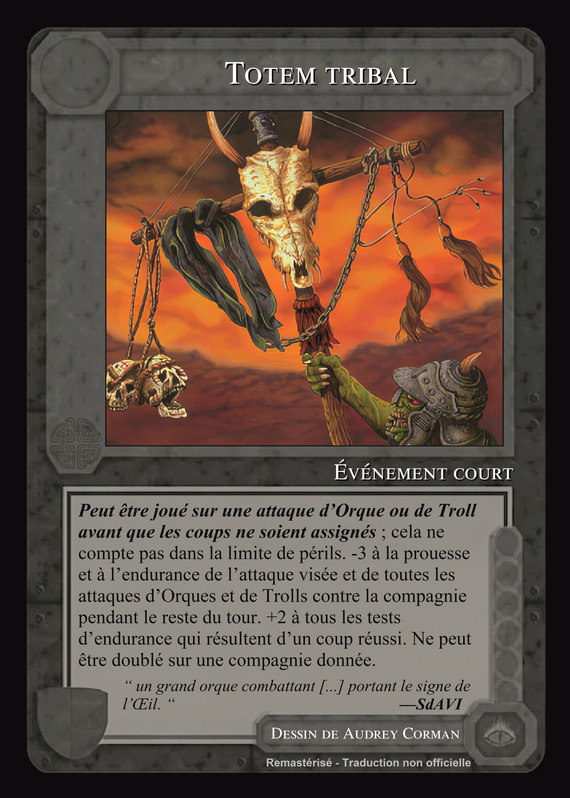 Totem tribal
Événement court
Peut être joué sur une attaque d’Orque ou de Troll
avant que les coups ne soient assignés ; cela ne
compte pas dans la limite de périls. -3 à la prouesse
et à l’endurance de l’attaque visée et de toutes les
attaques d’Orques et de Trolls contre la compagnie
pendant le reste du tour. +2 à tous les tests
d’endurance qui résultent d’un coup réussi. Ne peut
être doublé sur une compagnie donnée.
“ un grand orque combattant [...] portant le signe de
l’Œil. “ —SdAVI
Dessin de Audrey Corman
Remastérisé - Traduction non officielle